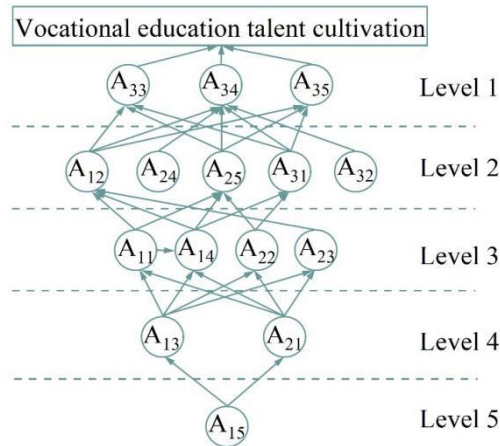 Vocational education talent cultivation
A33 A34 A35 Level 1
A12 A24 A25 A31 A32 Level 2
A11 A14 A22 A23 Level 3
A13 A21 Level 4
A15 Level 5